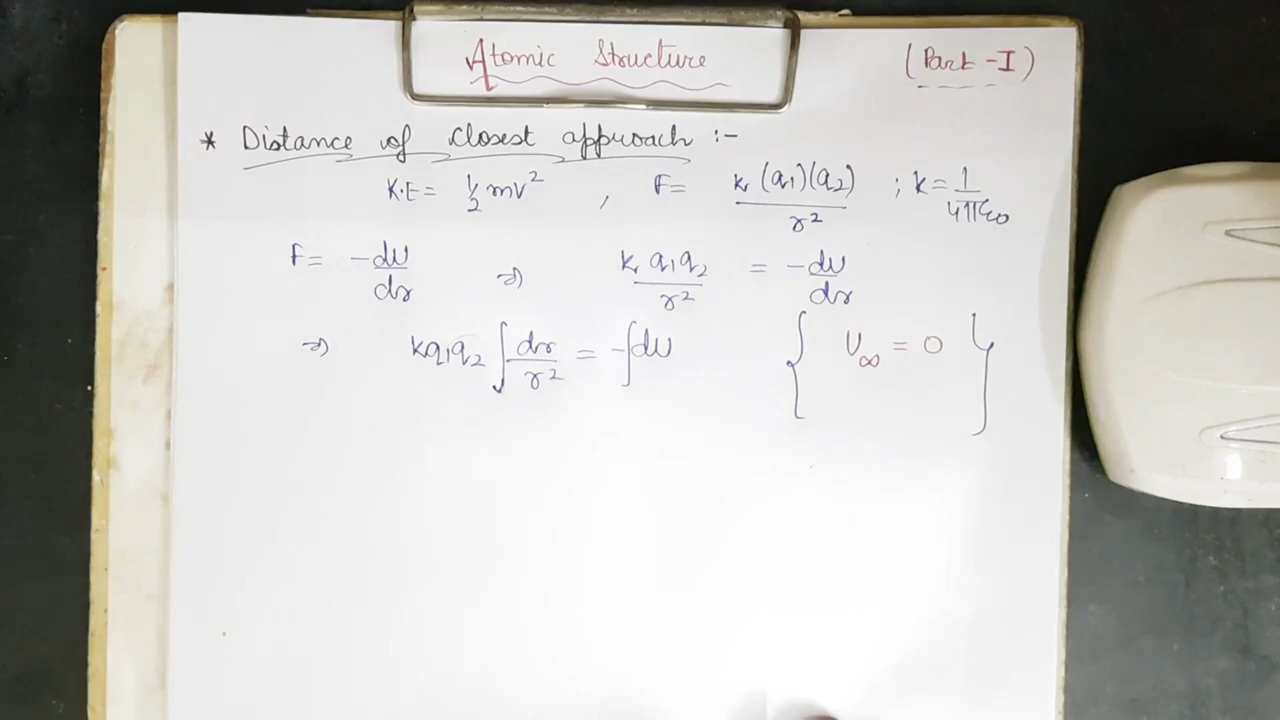 Atomic Structure (Part -I)
* Distance of closest approach :-
K.E = 1/2 mv² , F = k (q₁)(q₂) / r² ; k = 1 / 4πε₀
F = -dU/dr ⇒ k q₁q₂ / r² = -dU/dr
⇒ kq₁q₂ ∫ dr/r² = -∫dU { U∞ = 0 }